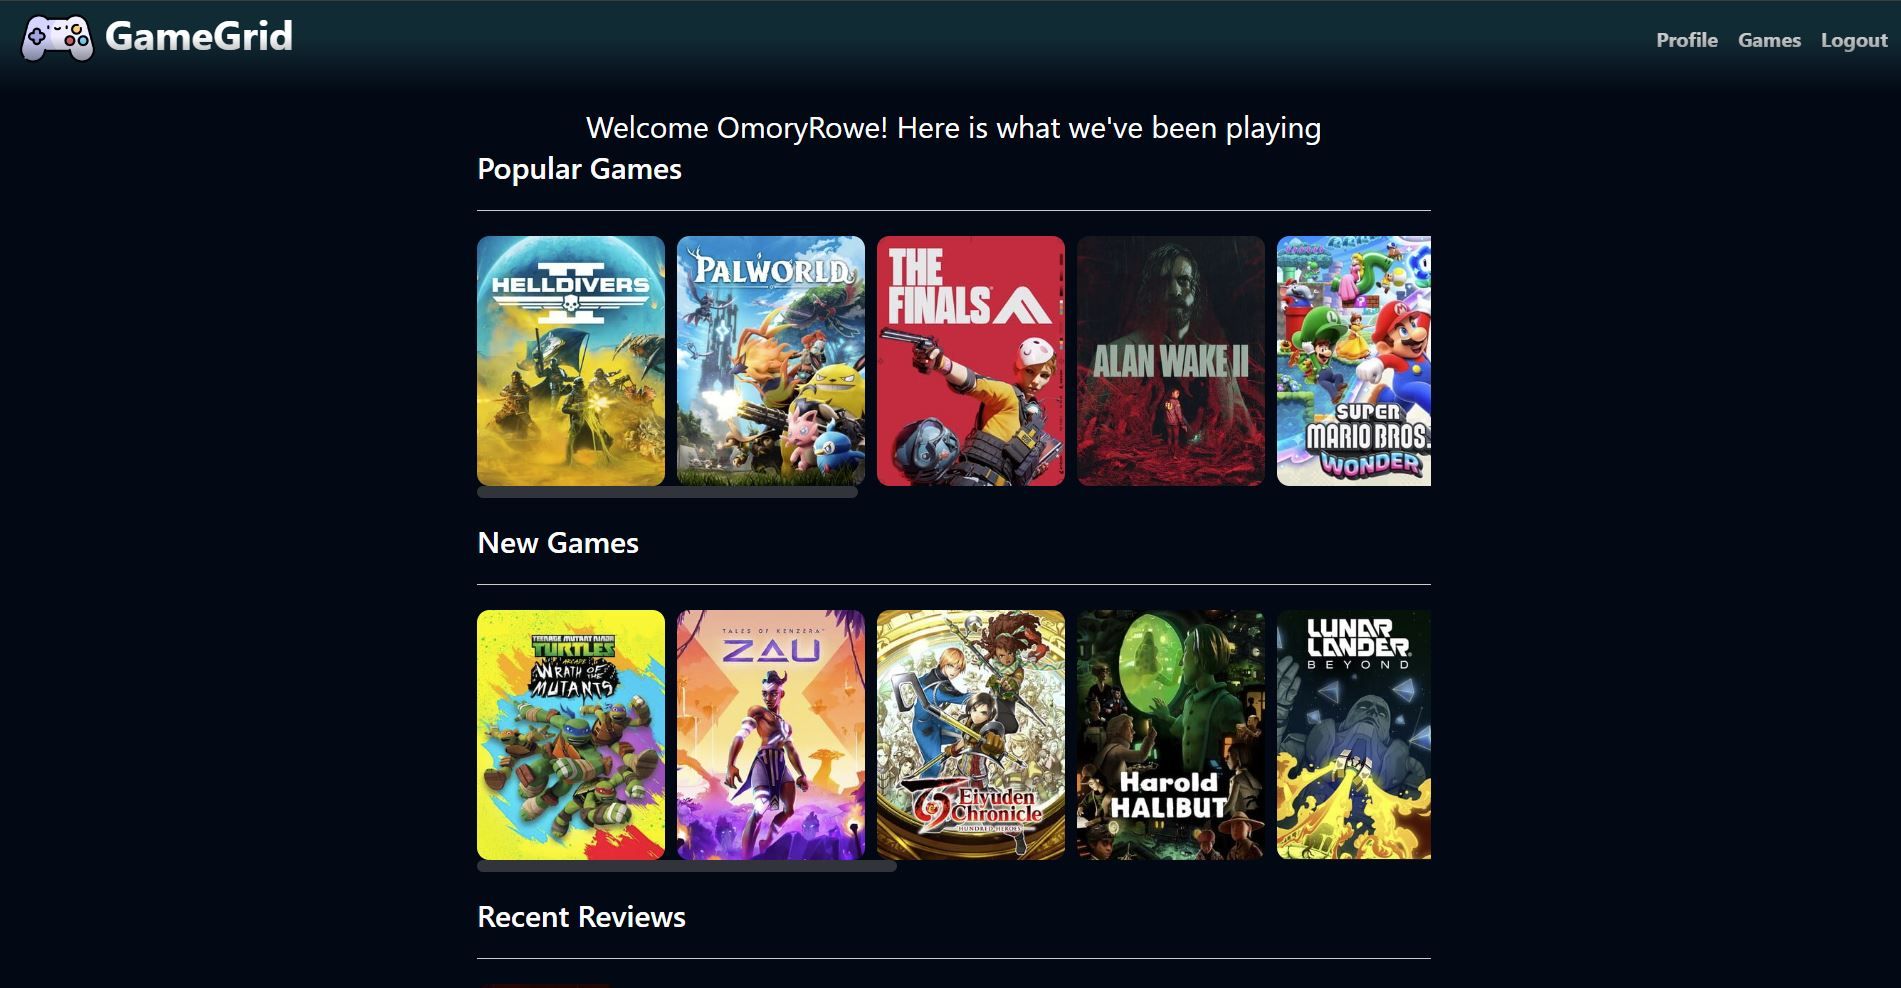 GameGrid
Profile Games Logout
Welcome OmoryRowe! Here is what we've been playing
Popular Games
HELLDIVERS
II
PALWORLD
THE
FINALS
ALAN WAKE II
SUPER
MARIO BROS.
WONDER
New Games
TEENAGE MUTANT NINJA
TURTLES
ARCADE:
WRATH OF THE
MUTANTS
TALES OF KENZERA™
ZAU
Eiyuden
Chronicle
HUNDRED HEROES
Harold
HALIBUT
LUNAR
LANDER
BEYOND
Recent Reviews